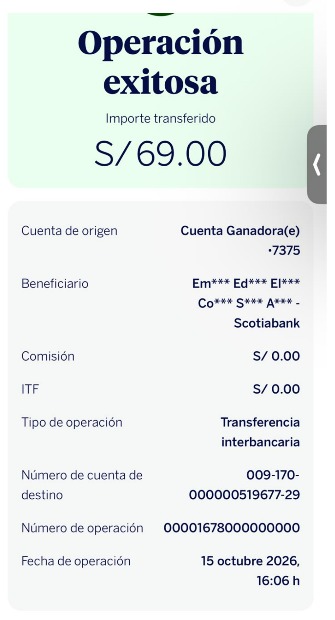 Operación
exitosa
Importe transferido
S/ 69.00
Cuenta de origen
Cuenta Ganadora(e)
•7375
Beneficiario
Em*** Ed*** El***
Co*** S*** A*** -
Scotiabank
Comisión
S/ 0.00
ITF
S/ 0.00
Tipo de operación
Transferencia
interbancaria
Número de cuenta de
destino
009-170-
000000519677-29
Número de operación
00001678000000000
Fecha de operación
15 octubre 2026,
16:06 h